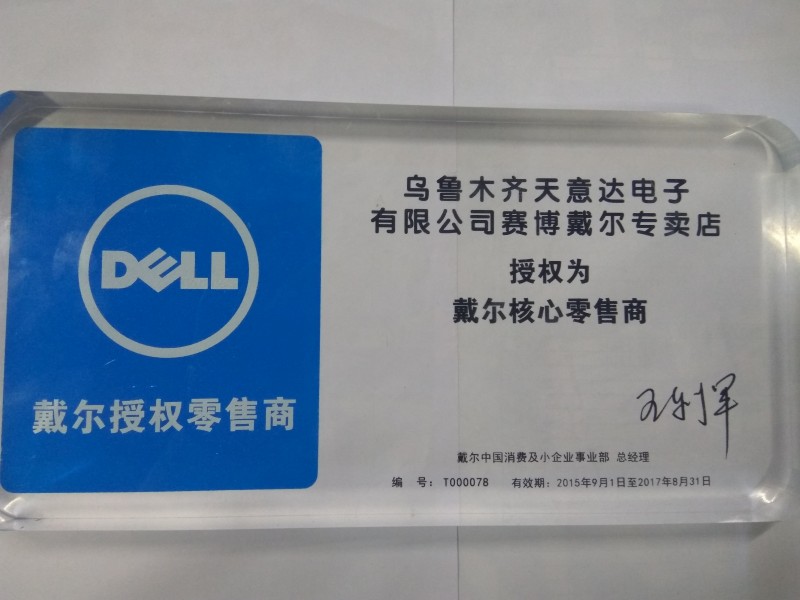 DELL
戴尔授权零售商
乌鲁木齐天意达电子
有限公司赛博戴尔专卖店
授权为
戴尔核心零售商
戴尔中国消费及小企业事业部 总经理
编 号: T000078 有效期: 2015年9月1日至2017年8月31日